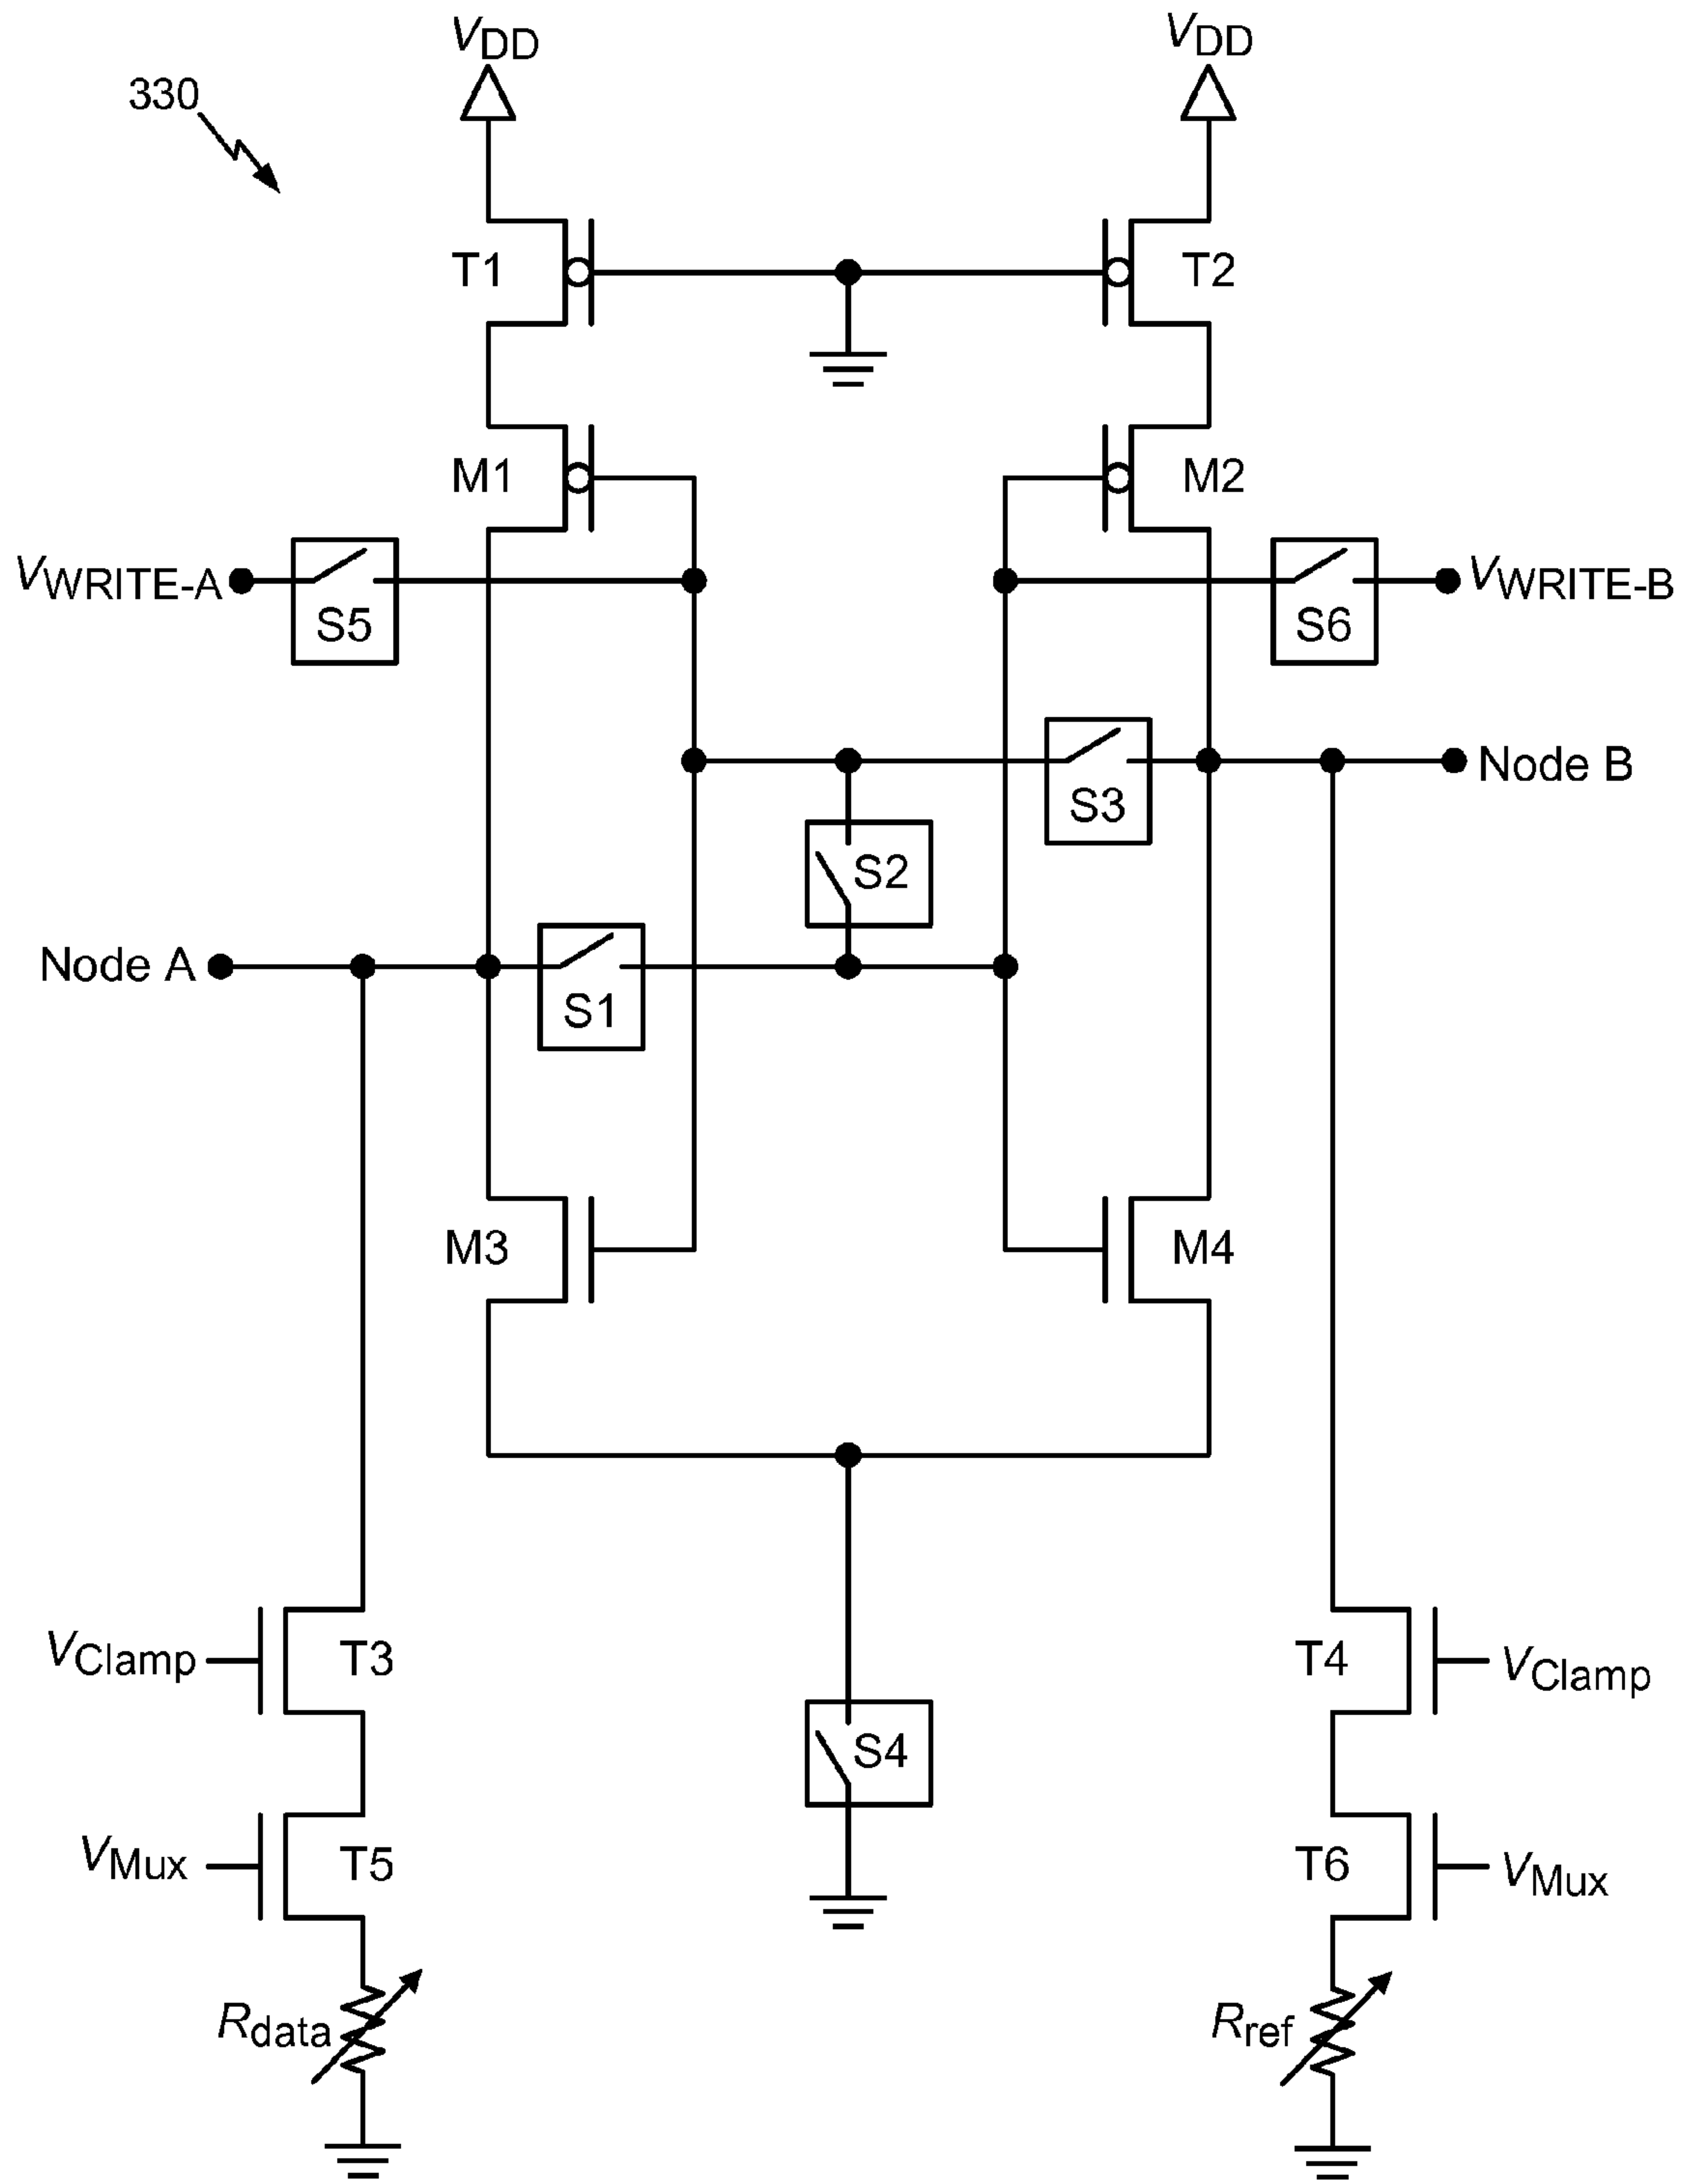 VDD
VDD
330
T1
T2
M1
M2
VWRITE-A
S5
S6
VWRITE-B
S3
Node B
S2
Node A
S1
M3
M4
VClamp
T3
T4
VClamp
S4
VMux
T5
T6
VMux
Rdata
Rref